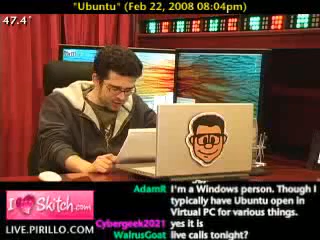 "Ubuntu" (Feb 22, 2008 08:04pm)
47.4°
I ❤ Skitch.com!
LIVE.PIRILLO.COM
AdamR I'm a Windows person. Though I
typically have Ubuntu open in
Virtual PC for various things.
Cybergeek2021 yes it is
WalrusGoat live calls tonight?